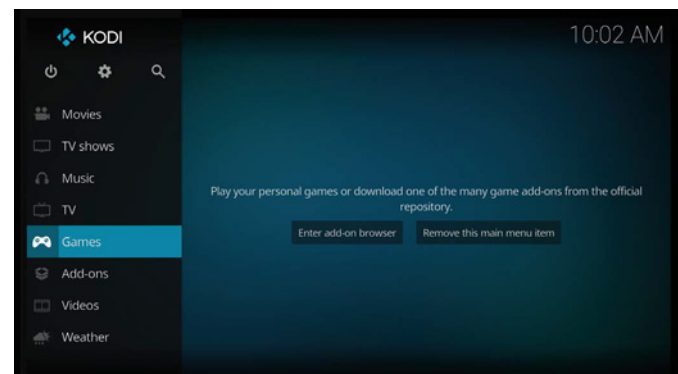 KODI
10:02 AM
Movies
TV shows
Music
TV
Games
Add-ons
Videos
Weather
Play your personal games or download one of the many game add-ons from the official
repository.
Enter add-on browser
Remove this main menu item